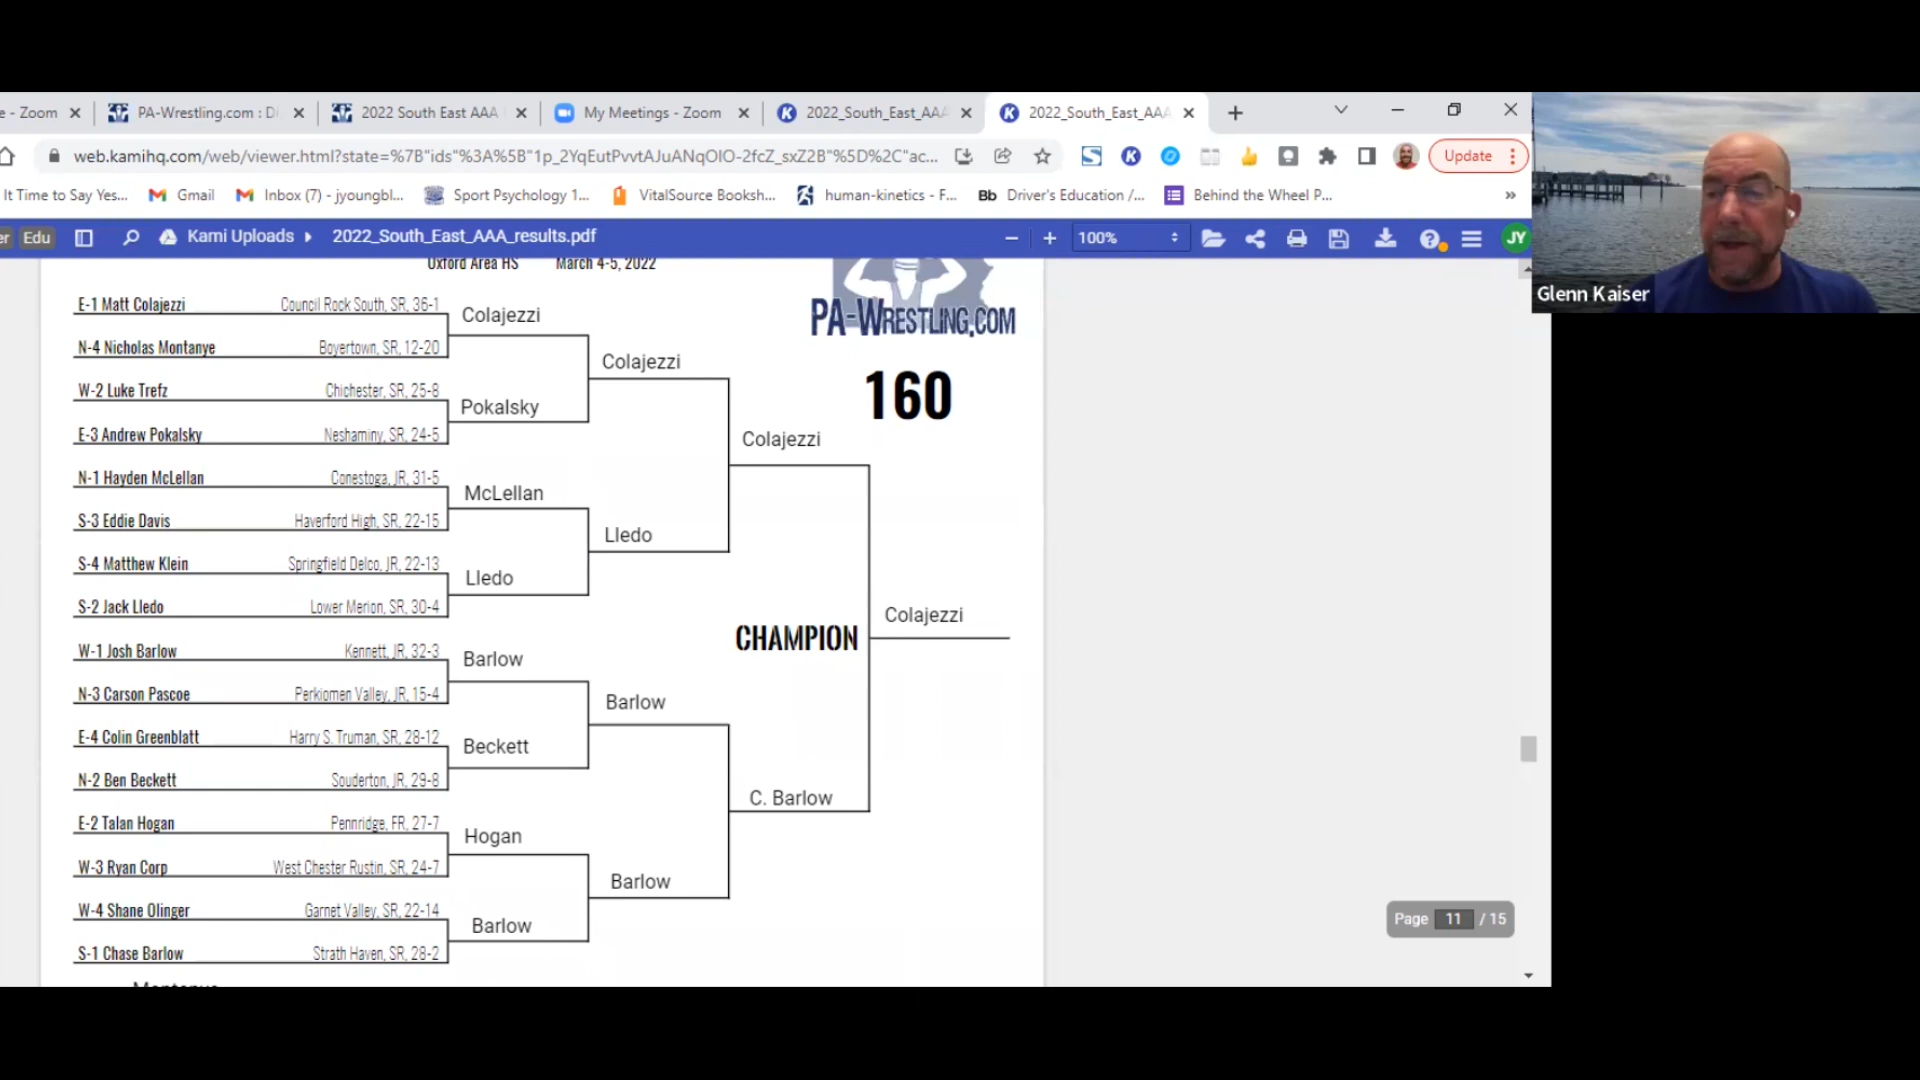 e - Zoom
PA-Wrestling.com : Di
2022 South East AAA
My Meetings - Zoom
2022_South_East_AAA
2022_South_East_AAA
web.kamihq.com/web/viewer.html?state=%7B"ids"%3A%5B"1p_2YqEutPvvtAJuANqOIO-2fcZ_sxZ2B"%5D%2C"ac...
Update
It Time to Say Yes...
Gmail
Inbox (7) - jyoungbl...
Sport Psychology 1...
VitalSource Booksh...
human-kinetics - F...
Bb Driver's Education /...
Behind the Wheel P...
er Edu
Kami Uploads
2022_South_East_AAA_results.pdf
100%
JY
Glenn Kaiser
Oxford Area HS March 4-5, 2022
PA-WRESTLING.COM
160
E-1 Matt Colajezzi Council Rock South, SR, 36-1
N-4 Nicholas Montanye Boyertown, SR, 12-20
W-2 Luke Trefz Chichester, SR, 25-8
E-3 Andrew Pokalsky Neshaminy, SR, 24-5
N-1 Hayden McLellan Conestoga, JR, 31-5
S-3 Eddie Davis Haverford High, SR, 22-15
S-4 Matthew Klein Springfield Delco, JR, 22-13
S-2 Jack Lledo Lower Merion, SR, 30-4
W-1 Josh Barlow Kennett, JR, 32-3
N-3 Carson Pascoe Perkiomen Valley, JR, 15-4
E-4 Colin Greenblatt Harry S. Truman, SR, 28-12
N-2 Ben Beckett Souderton, JR, 29-8
E-2 Talan Hogan Pennridge, FR, 27-7
W-3 Ryan Corp West Chester Rustin, SR, 24-7
W-4 Shane Olinger Garnet Valley, SR, 22-14
S-1 Chase Barlow Strath Haven, SR, 28-2
Colajezzi
Pokalsky
McLellan
Lledo
Barlow
Beckett
Hogan
Barlow
Colajezzi
Lledo
Barlow
Barlow
Colajezzi
C. Barlow
CHAMPION
Colajezzi
Page 11 / 15